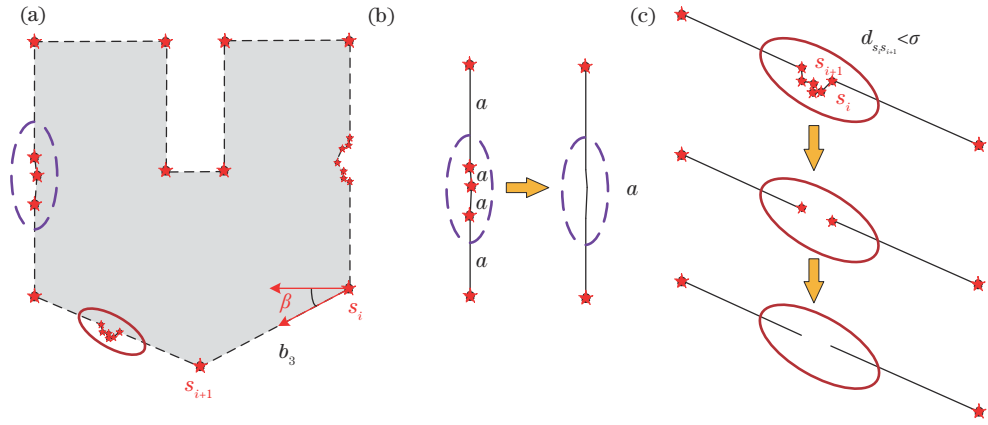 (a)
β
s_i
b_3
s_{i+1}
(b)
a
a
a
a
a
(c)
d_{s_i s_{i+1}}<σ
s_{i+1}
s_i